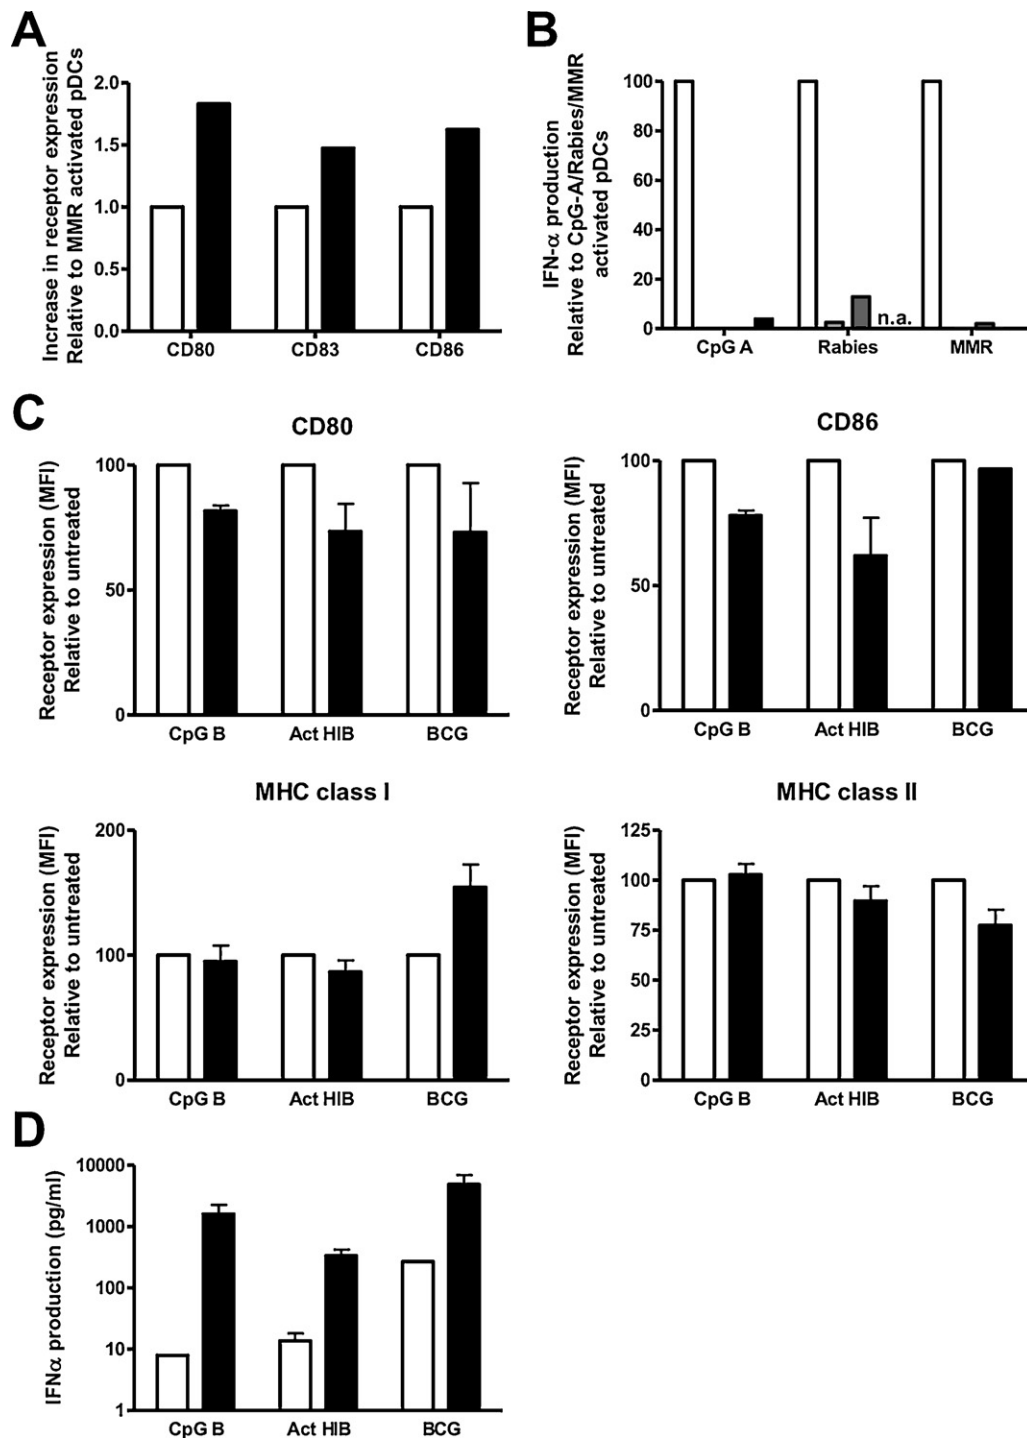 A
Increase in receptor expression
Relative to MMR activated pDCs
2.0
1.5
1.0
0.5
0.0
CD80
CD83
CD86
B
IFN-α production
Relative to CpG-A/Rabies/MMR
activated pDCs
100
80
60
40
20
0
n.a.
CpG A
Rabies
MMR
C
CD80
Receptor expression (MFI)
Relative to untreated
100
50
0
CpG B
Act HIB
BCG
CD86
Receptor expression (MFI)
Relative to untreated
100
50
0
CpG B
Act HIB
BCG
MHC class I
Receptor expression (MFI)
Relative to untreated
200
100
0
CpG B
Act HIB
BCG
MHC class II
Receptor expression (MFI)
Relative to untreated
125
100
75
50
25
0
CpG B
Act HIB
BCG
D
IFNα production (pg/ml)
10000
1000
100
10
1
CpG B
Act HIB
BCG